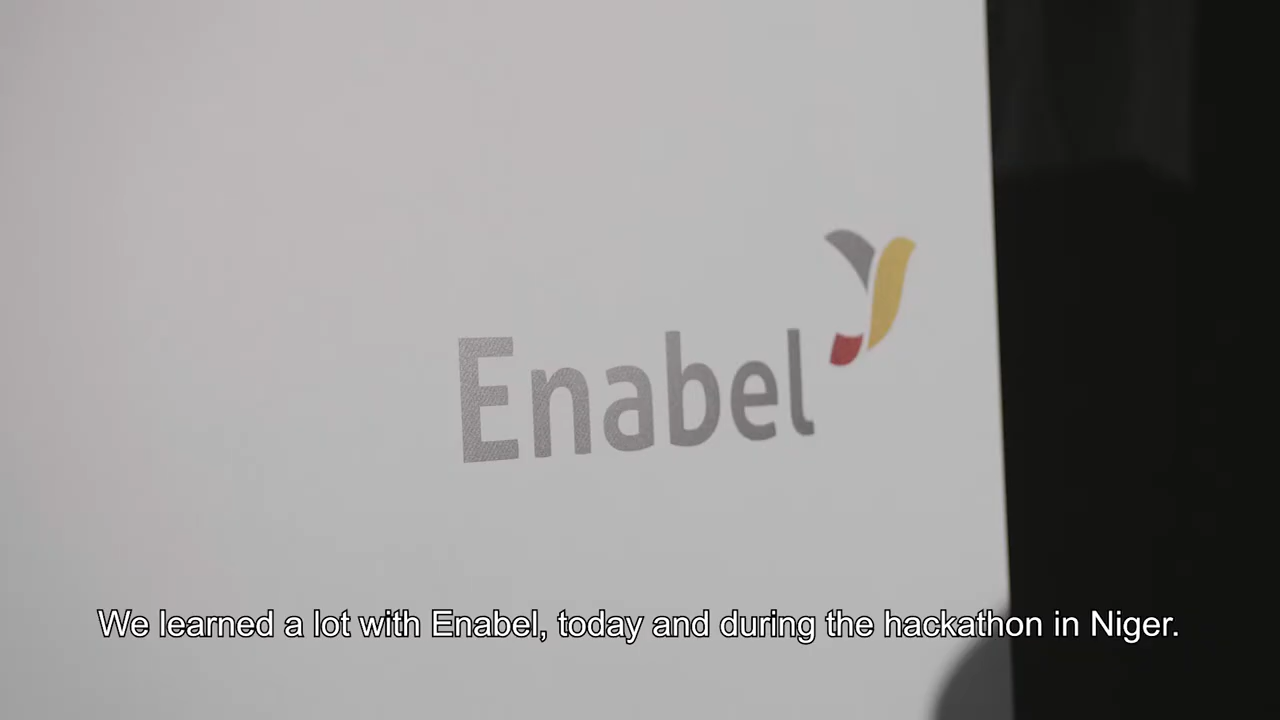 Enabel
We learned a lot with Enabel, today and during the hackathon in Niger.